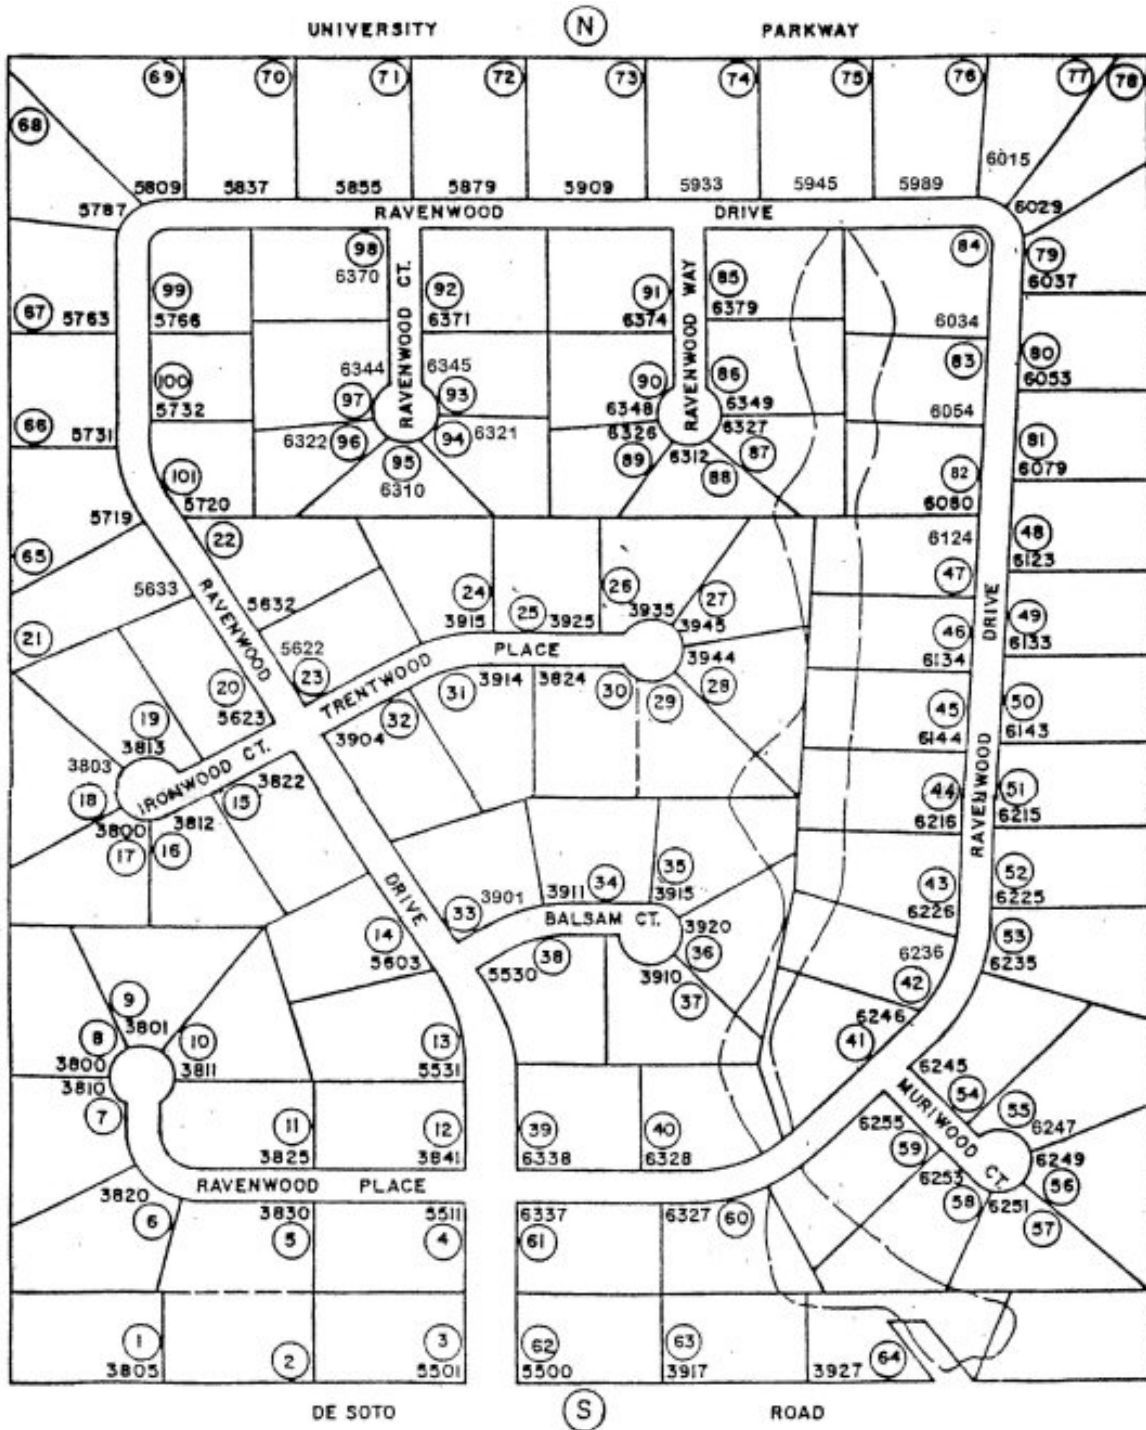 UNIVERSITY N PARKWAY
69 70 71 72 73 74 75 76 77 78
68
6015
5809 5837 5855 5879 5909 5933 5945 5989
5787 RAVENWOOD DRIVE 6029
98 84 79
6370 RAVENWOOD CT. RAVENWOOD WAY 6037
99 92 91 85
67 5763 5766 6371 6374 6379 6034
100 6344 6345 90 86 83 80
5732 97 93 6348 6349 6054 6053
66 5731 6322 96 94 6321 6326 6327 81
95 89 6312 87 6079
101 6310 88 82
5720 6080
5719 22 6124 48
65 RAVENWOOD 47 6123
5633 5632 24 26 27
21 3915 25 3925 3935 3945 46 49
5622 PLACE 3944 6134 DRIVE 6133
20 23 TRENTWOOD 31 3914 3824 30 29 28 45 50
5623 32 6144 6143
19 3904
3813 IRONWOOD CT. RAVENWOOD
3803 3822 44 51
18 15 6216 6215
3800 3812
17 16
35 43 52
3901 3911 34 3915 6226 6225
33
14 DRIVE BALSAM CT. 3920 6236 53
5603 38 36 6235
5530 3910 42
9 37
3801 10 13 6246
8 5531 41
3800 3811 6245
3810 MURIWOOD CT. 54
7 55
11 12 39 40 6255 6247
3825 3841 6338 6328 59 6249
RAVENWOOD PLACE 6253 56
3820 3830 5511 6337 6327 58 6251
6 5 4 61 60 57
1 3 62 63 64
3805 2 5501 5500 3917 3927
DE SOTO S ROAD